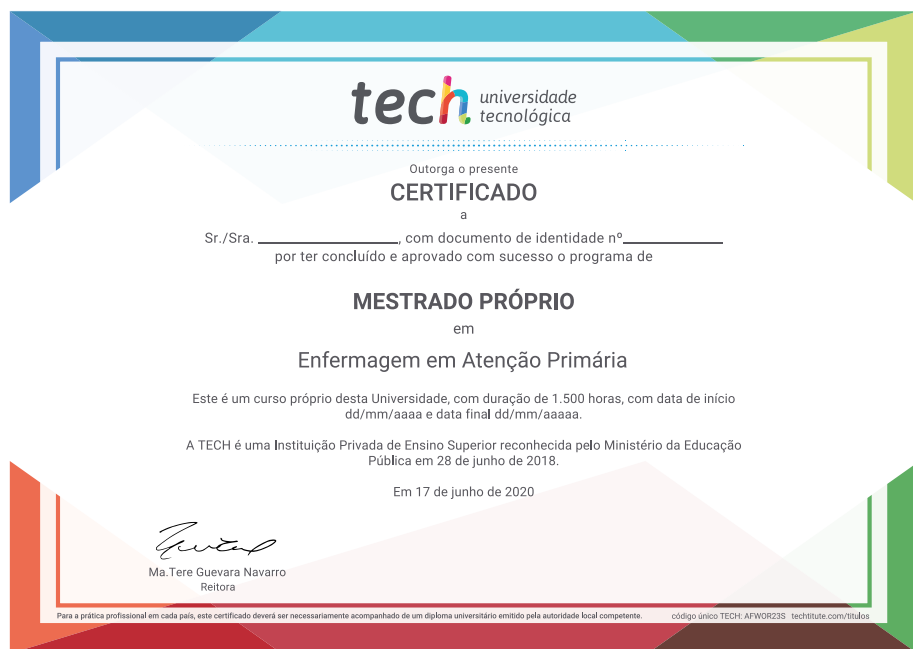 tech universidade
tecnológica
Outorga o presente
CERTIFICADO
a
Sr./Sra. ____________________, com documento de identidade nº______________
por ter concluído e aprovado com sucesso o programa de
MESTRADO PRÓPRIO
em
Enfermagem em Atenção Primária
Este é um curso próprio desta Universidade, com duração de 1.500 horas, com data de início
dd/mm/aaaa e data final dd/mm/aaaaa.
A TECH é uma Instituição Privada de Ensino Superior reconhecida pelo Ministério da Educação
Pública em 28 de junho de 2018.
Em 17 de junho de 2020
Ma.Tere Guevara Navarro
Reitora
Para a prática profissional em cada país, este certificado deverá ser necessariamente acompanhado de um diploma universitário emitido pela autoridade local competente. código único TECH: AFWOR23S techtitute.com/titulos